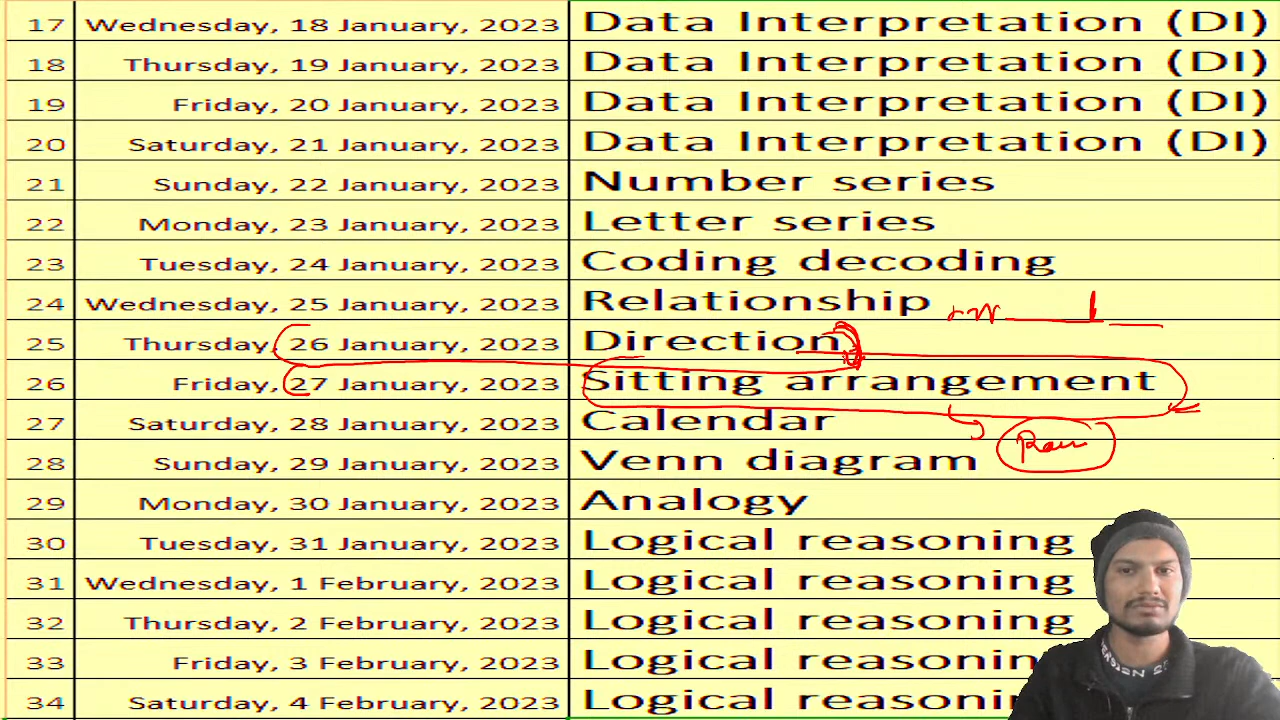 17 Wednesday, 18 January, 2023 Data Interpretation (DI)
18 Thursday, 19 January, 2023 Data Interpretation (DI)
19 Friday, 20 January, 2023 Data Interpretation (DI)
20 Saturday, 21 January, 2023 Data Interpretation (DI)
21 Sunday, 22 January, 2023 Number series
22 Monday, 23 January, 2023 Letter series
23 Tuesday, 24 January, 2023 Coding decoding
24 Wednesday, 25 January, 2023 Relationship
25 Thursday, 26 January, 2023 Direction
26 Friday, 27 January, 2023 Sitting arrangement
27 Saturday, 28 January, 2023 Calendar
28 Sunday, 29 January, 2023 Venn diagram
29 Monday, 30 January, 2023 Analogy
30 Tuesday, 31 January, 2023 Logical reasoning
31 Wednesday, 1 February, 2023 Logical reasoning
32 Thursday, 2 February, 2023 Logical reasoning
33 Friday, 3 February, 2023 Logical
34 Saturday, 4 February, 2023 Logical